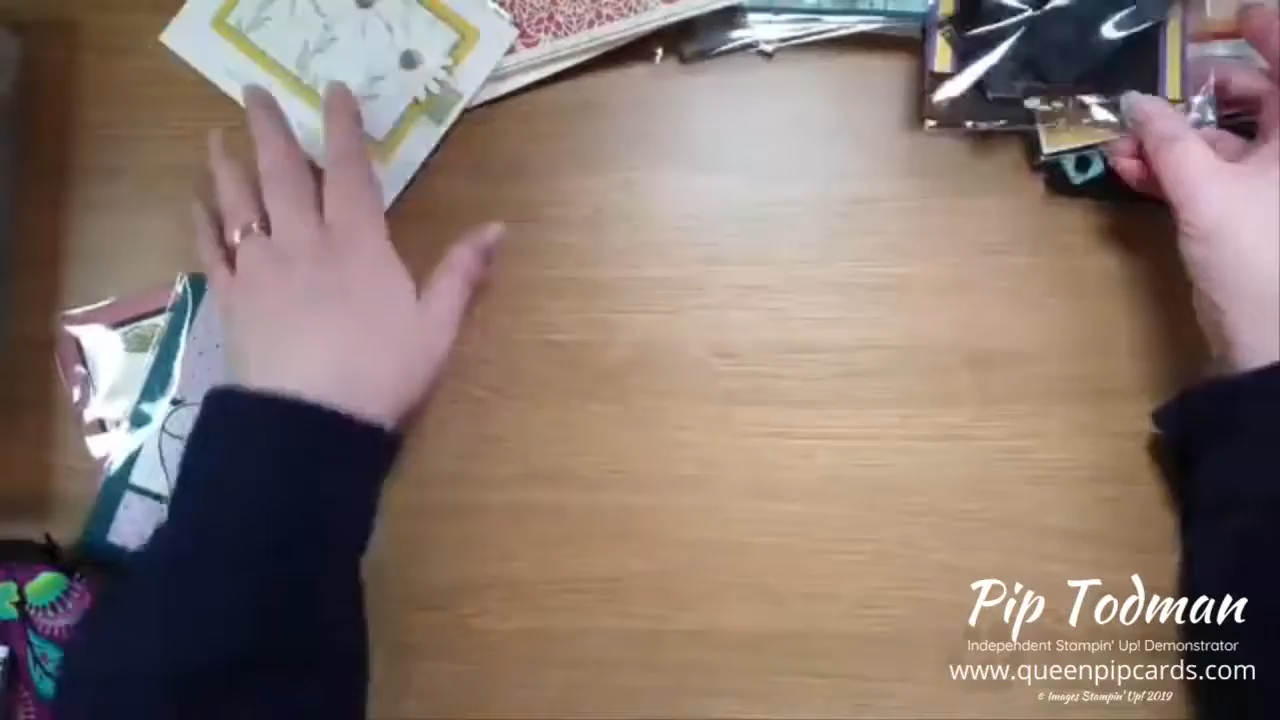 Pip Todman
Independent Stampin' Up! Demonstrator
www.queenpipcards.com
© Images Stampin' Up! 2019